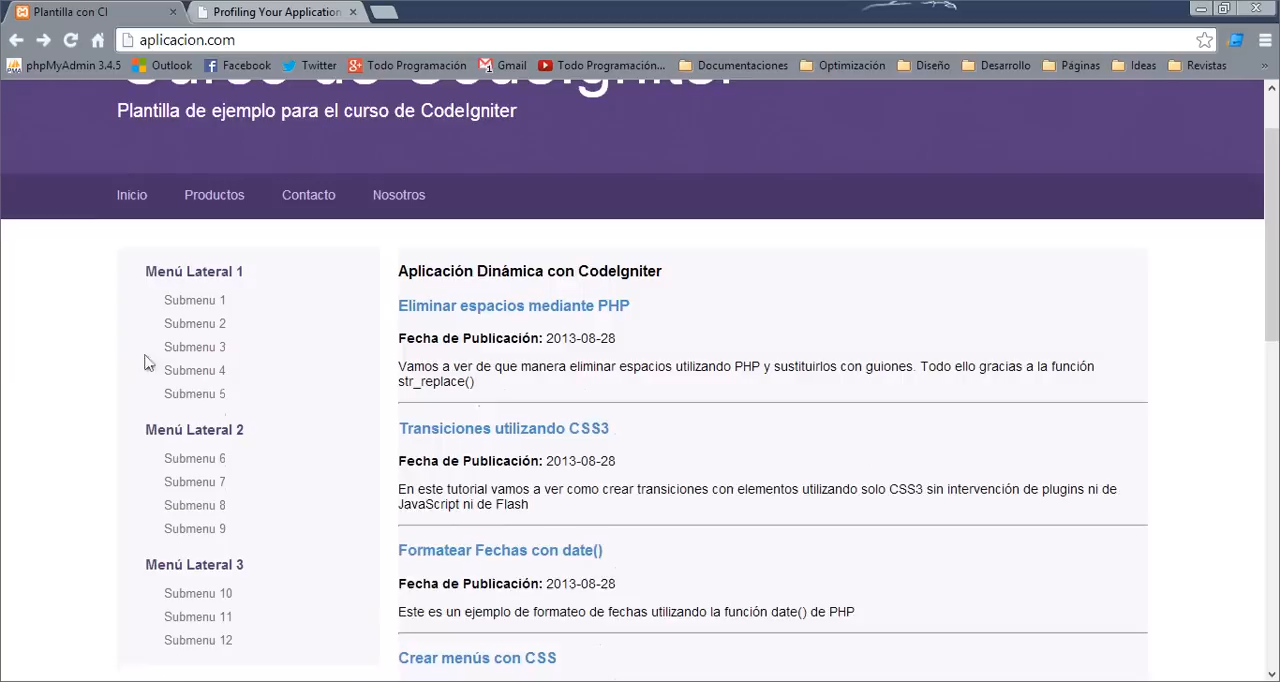 Plantilla con CI
Profiling Your Application
aplicacion.com
phpMyAdmin 3.4.5 Outlook Facebook Twitter Todo Programación Gmail Todo Programación... Documentaciones Optimización Diseño Desarrollo Páginas Ideas Revistas »
Curso de CodeIgniter
Plantilla de ejemplo para el curso de CodeIgniter
Inicio Productos Contacto Nosotros
Menú Lateral 1
Submenu 1
Submenu 2
Submenu 3
Submenu 4
Submenu 5
Menú Lateral 2
Submenu 6
Submenu 7
Submenu 8
Submenu 9
Menú Lateral 3
Submenu 10
Submenu 11
Submenu 12
Aplicación Dinámica con CodeIgniter
Eliminar espacios mediante PHP
Fecha de Publicación: 2013-08-28
Vamos a ver de que manera eliminar espacios utilizando PHP y sustituirlos con guiones. Todo ello gracias a la función
str_replace()
Transiciones utilizando CSS3
Fecha de Publicación: 2013-08-28
En este tutorial vamos a ver como crear transiciones con elementos utilizando solo CSS3 sin intervención de plugins ni de
JavaScript ni de Flash
Formatear Fechas con date()
Fecha de Publicación: 2013-08-28
Este es un ejemplo de formateo de fechas utilizando la función date() de PHP
Crear menús con CSS